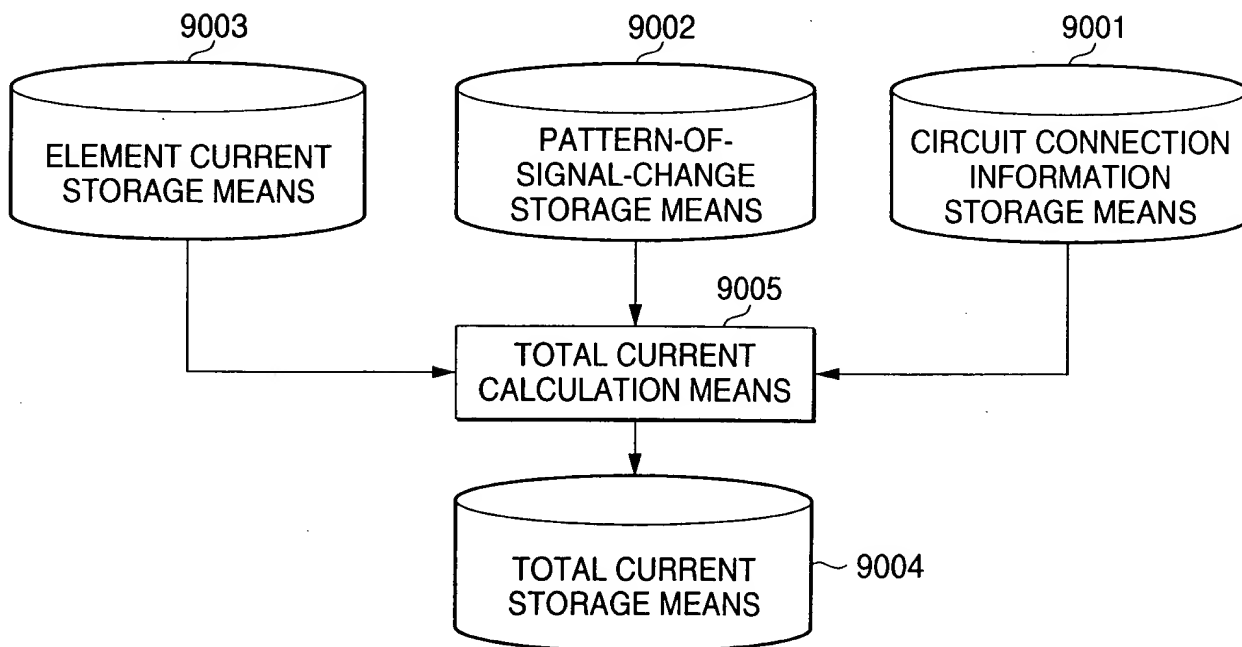 9003
9002
9001
ELEMENT CURRENT
STORAGE MEANS
PATTERN-OF-
SIGNAL-CHANGE
STORAGE MEANS
CIRCUIT CONNECTION
INFORMATION
STORAGE MEANS
9005
TOTAL CURRENT
CALCULATION MEANS
TOTAL CURRENT
STORAGE MEANS
9004